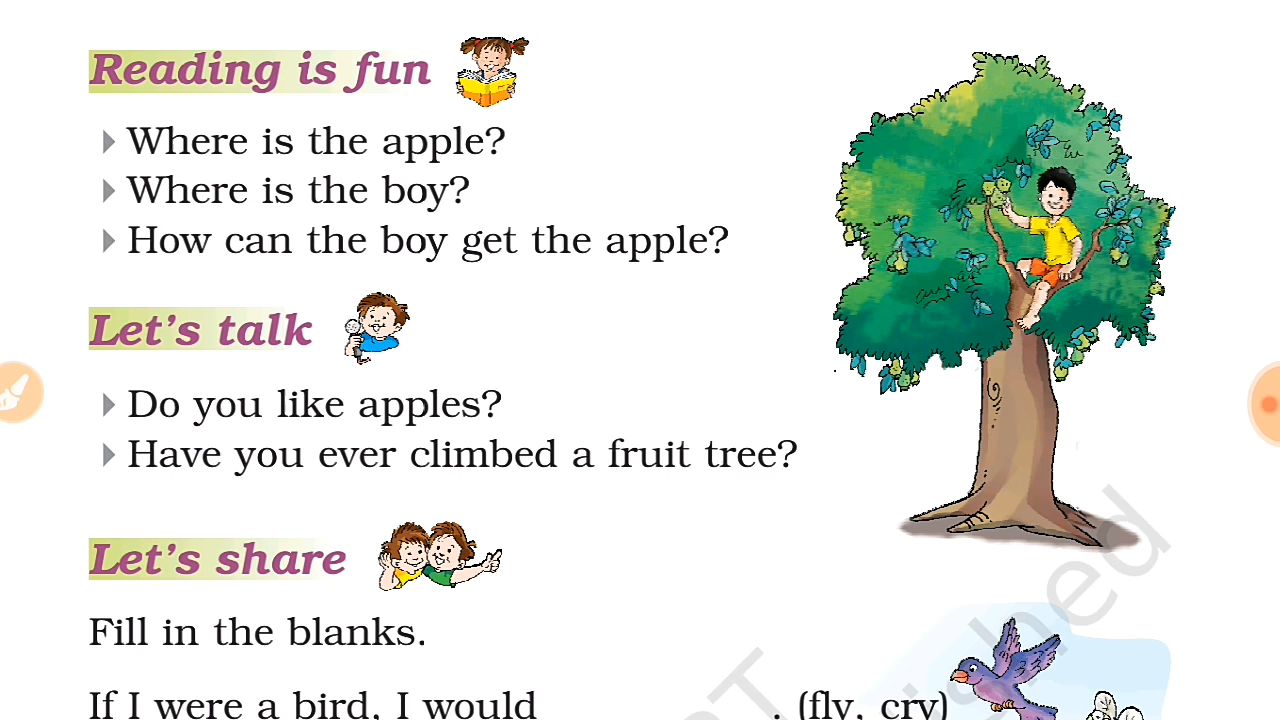 Reading is fun
Where is the apple?
Where is the boy?
How can the boy get the apple?
Let's talk
Do you like apples?
Have you ever climbed a fruit tree?
Let's share
Fill in the blanks.
If I were a bird, I would . (fly, cry)